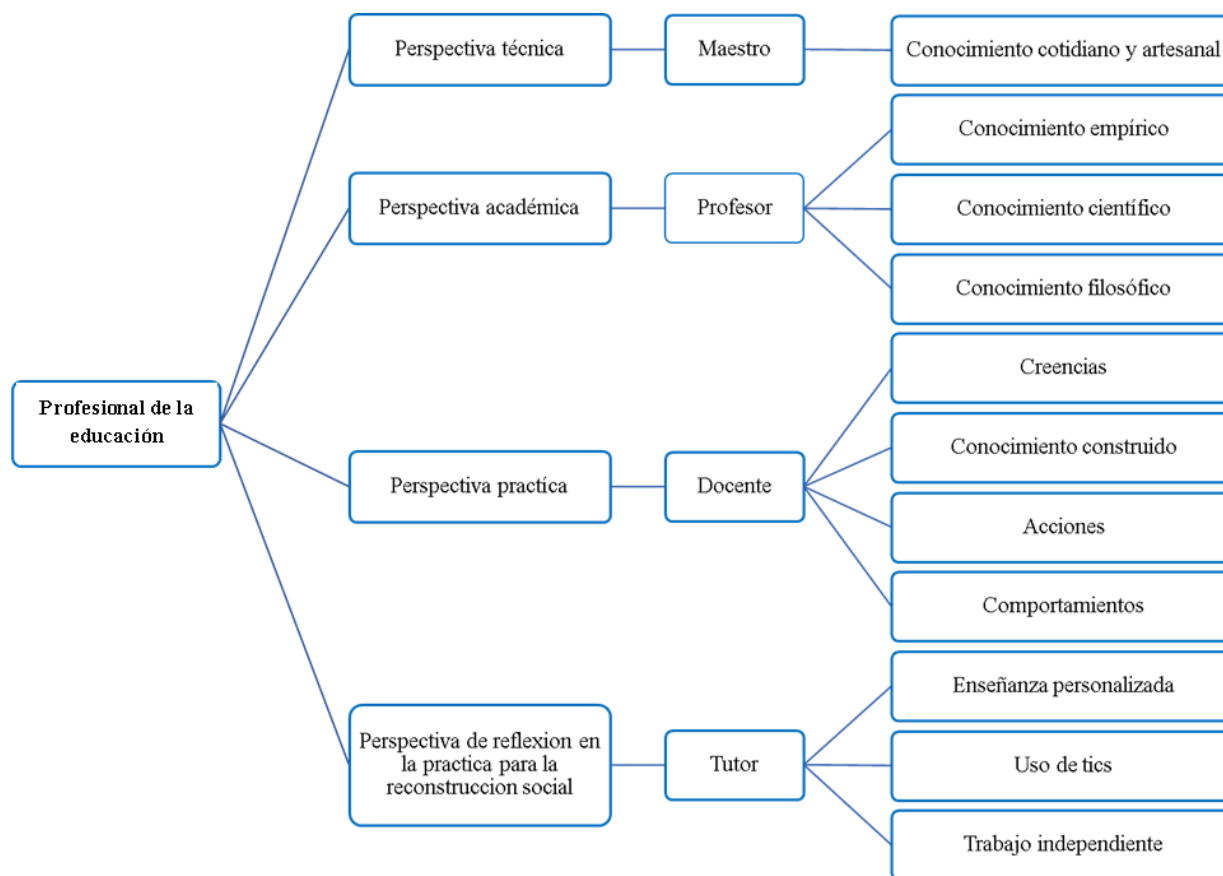 Profesional de la
educación
Perspectiva técnica
Maestro
Conocimiento cotidiano y artesanal
Perspectiva académica
Profesor
Conocimiento empírico
Conocimiento científico
Conocimiento filosófico
Perspectiva practíca
Docente
Creencias
Conocimiento construido
Acciones
Comportamientos
Perspectiva de reflexion en
la practica para la
reconstruccion social
Tutor
Enseñanza personalizada
Uso de tics
Trabajo independiente